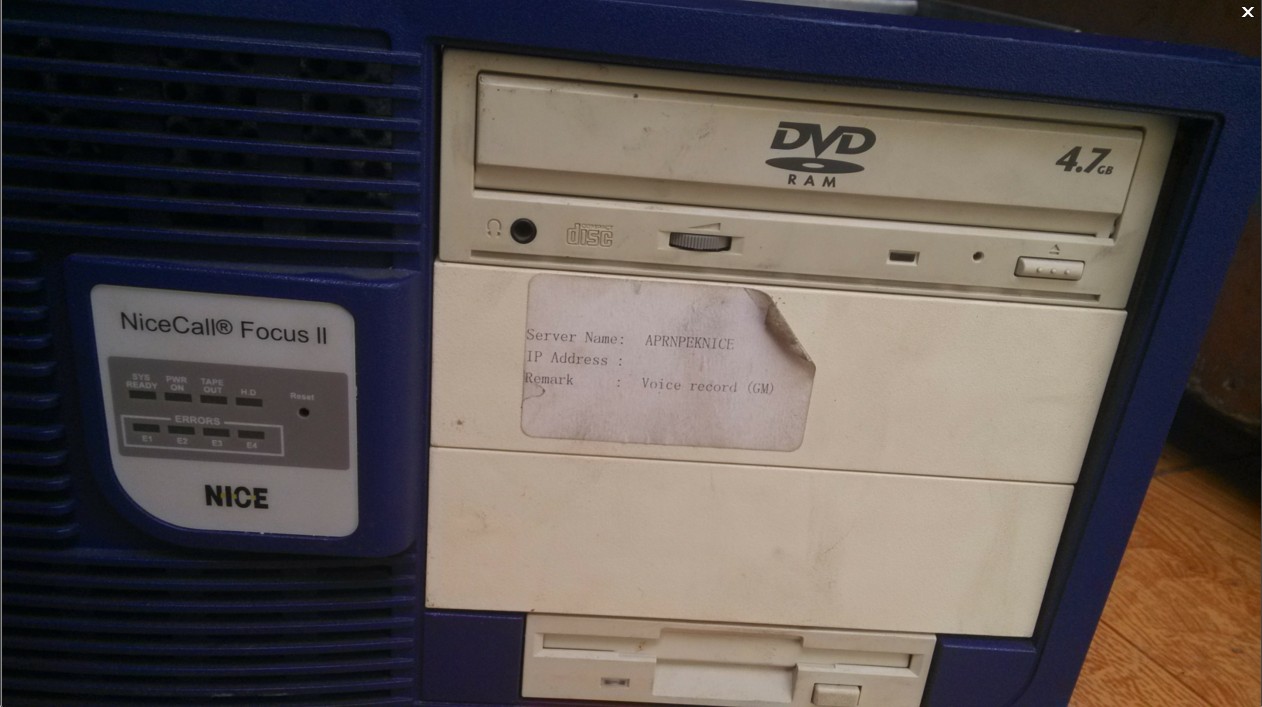 DVD
RAM
4.7GB
COMPACT
disc
NiceCall® Focus II
SYS READY
PWR ON
TAPE OUT
H.D
Reset
ERRORS
E1 E2 E3 E4
NICE
Server Name: APRNPEKNICE
IP Address :
Remark : Voice record (GM)